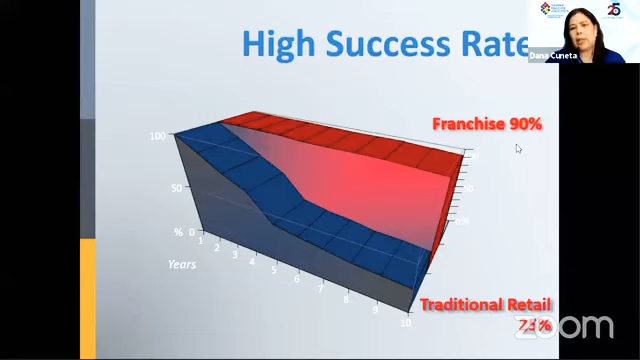 High Success Rate
Dana Cuneta
Franchise 90%
100
50
% 0
1
2
3
4
5
6
7
8
9
10
Years
Traditional Retail
zoom